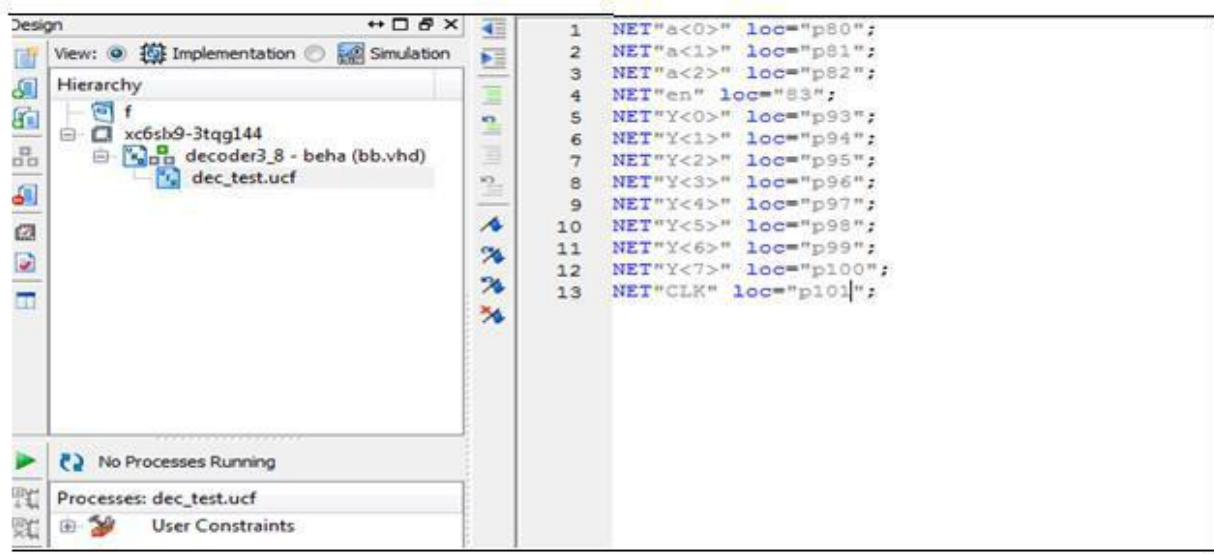 Design
View: Implementation Simulation
Hierarchy
f
xc6slx9-3tqg144
decoder3_8 - beha (bb.vhd)
dec_test.ucf
No Processes Running
Processes: dec_test.ucf
User Constraints
1 NET"a<0>" loc="p80";
2 NET"a<1>" loc="p81";
3 NET"a<2>" loc="p82";
4 NET"en" loc="83";
5 NET"Y<0>" loc="p93";
6 NET"Y<1>" loc="p94";
7 NET"Y<2>" loc="p95";
8 NET"Y<3>" loc="p96";
9 NET"Y<4>" loc="p97";
10 NET"Y<5>" loc="p98";
11 NET"Y<6>" loc="p99";
12 NET"Y<7>" loc="p100";
13 NET"CLK" loc="p101";